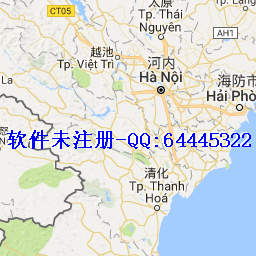 CT05
太原
Tp. Thái
Nguyên
AH1
越池
Tp. Việt Trì
河内
Hà Nội
海防市
Hải Phò
La
软件未注册-QQ:64445322
清化
Tp. Thanh
Hoá